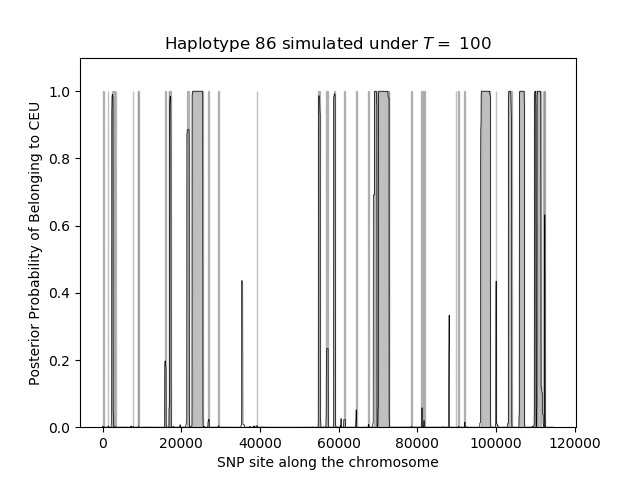 Haplotype 86 simulated under T = 100
Posterior Probability of Belonging to CEU
1.0
0.8
0.6
0.4
0.2
0.0
0 20000 40000 60000 80000 100000 120000
SNP site along the chromosome